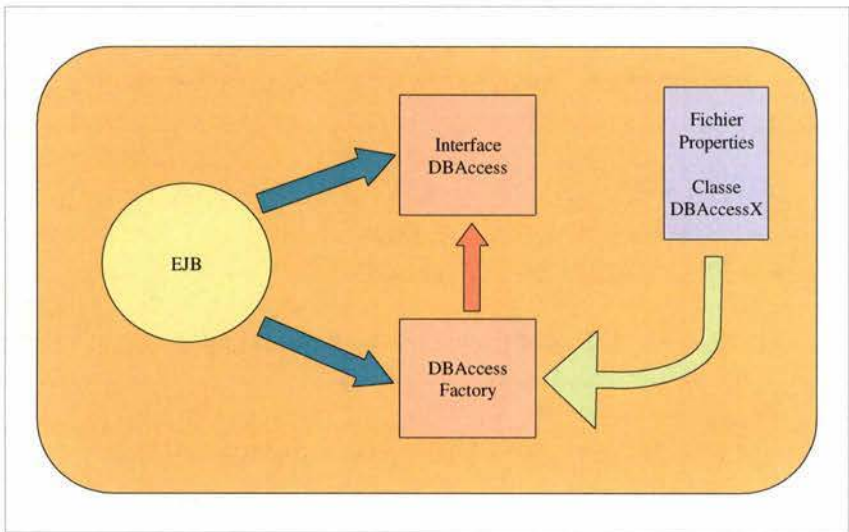 EJB
Interface
DBAccess
DBAccess
Factory
Fichier
Properties
Classe
DBAccessX